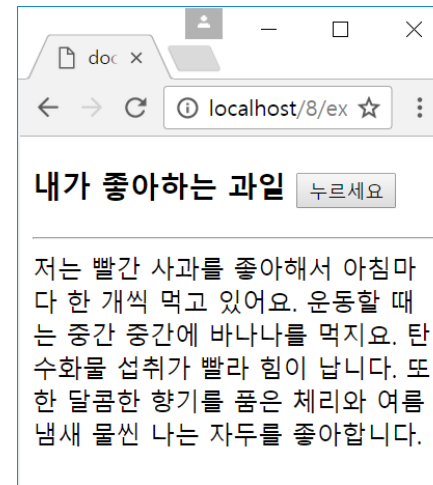 doc
localhost/8/ex
내가 좋아하는 과일 누르세요
저는 빨간 사과를 좋아해서 아침마
다 한 개씩 먹고 있어요. 운동할 때
는 중간 중간에 바나나를 먹지요. 탄
수화물 섭취가 빨라 힘이 납니다. 또
한 달콤한 향기를 품은 체리와 여름
냄새 물씬 나는 자두를 좋아합니다.